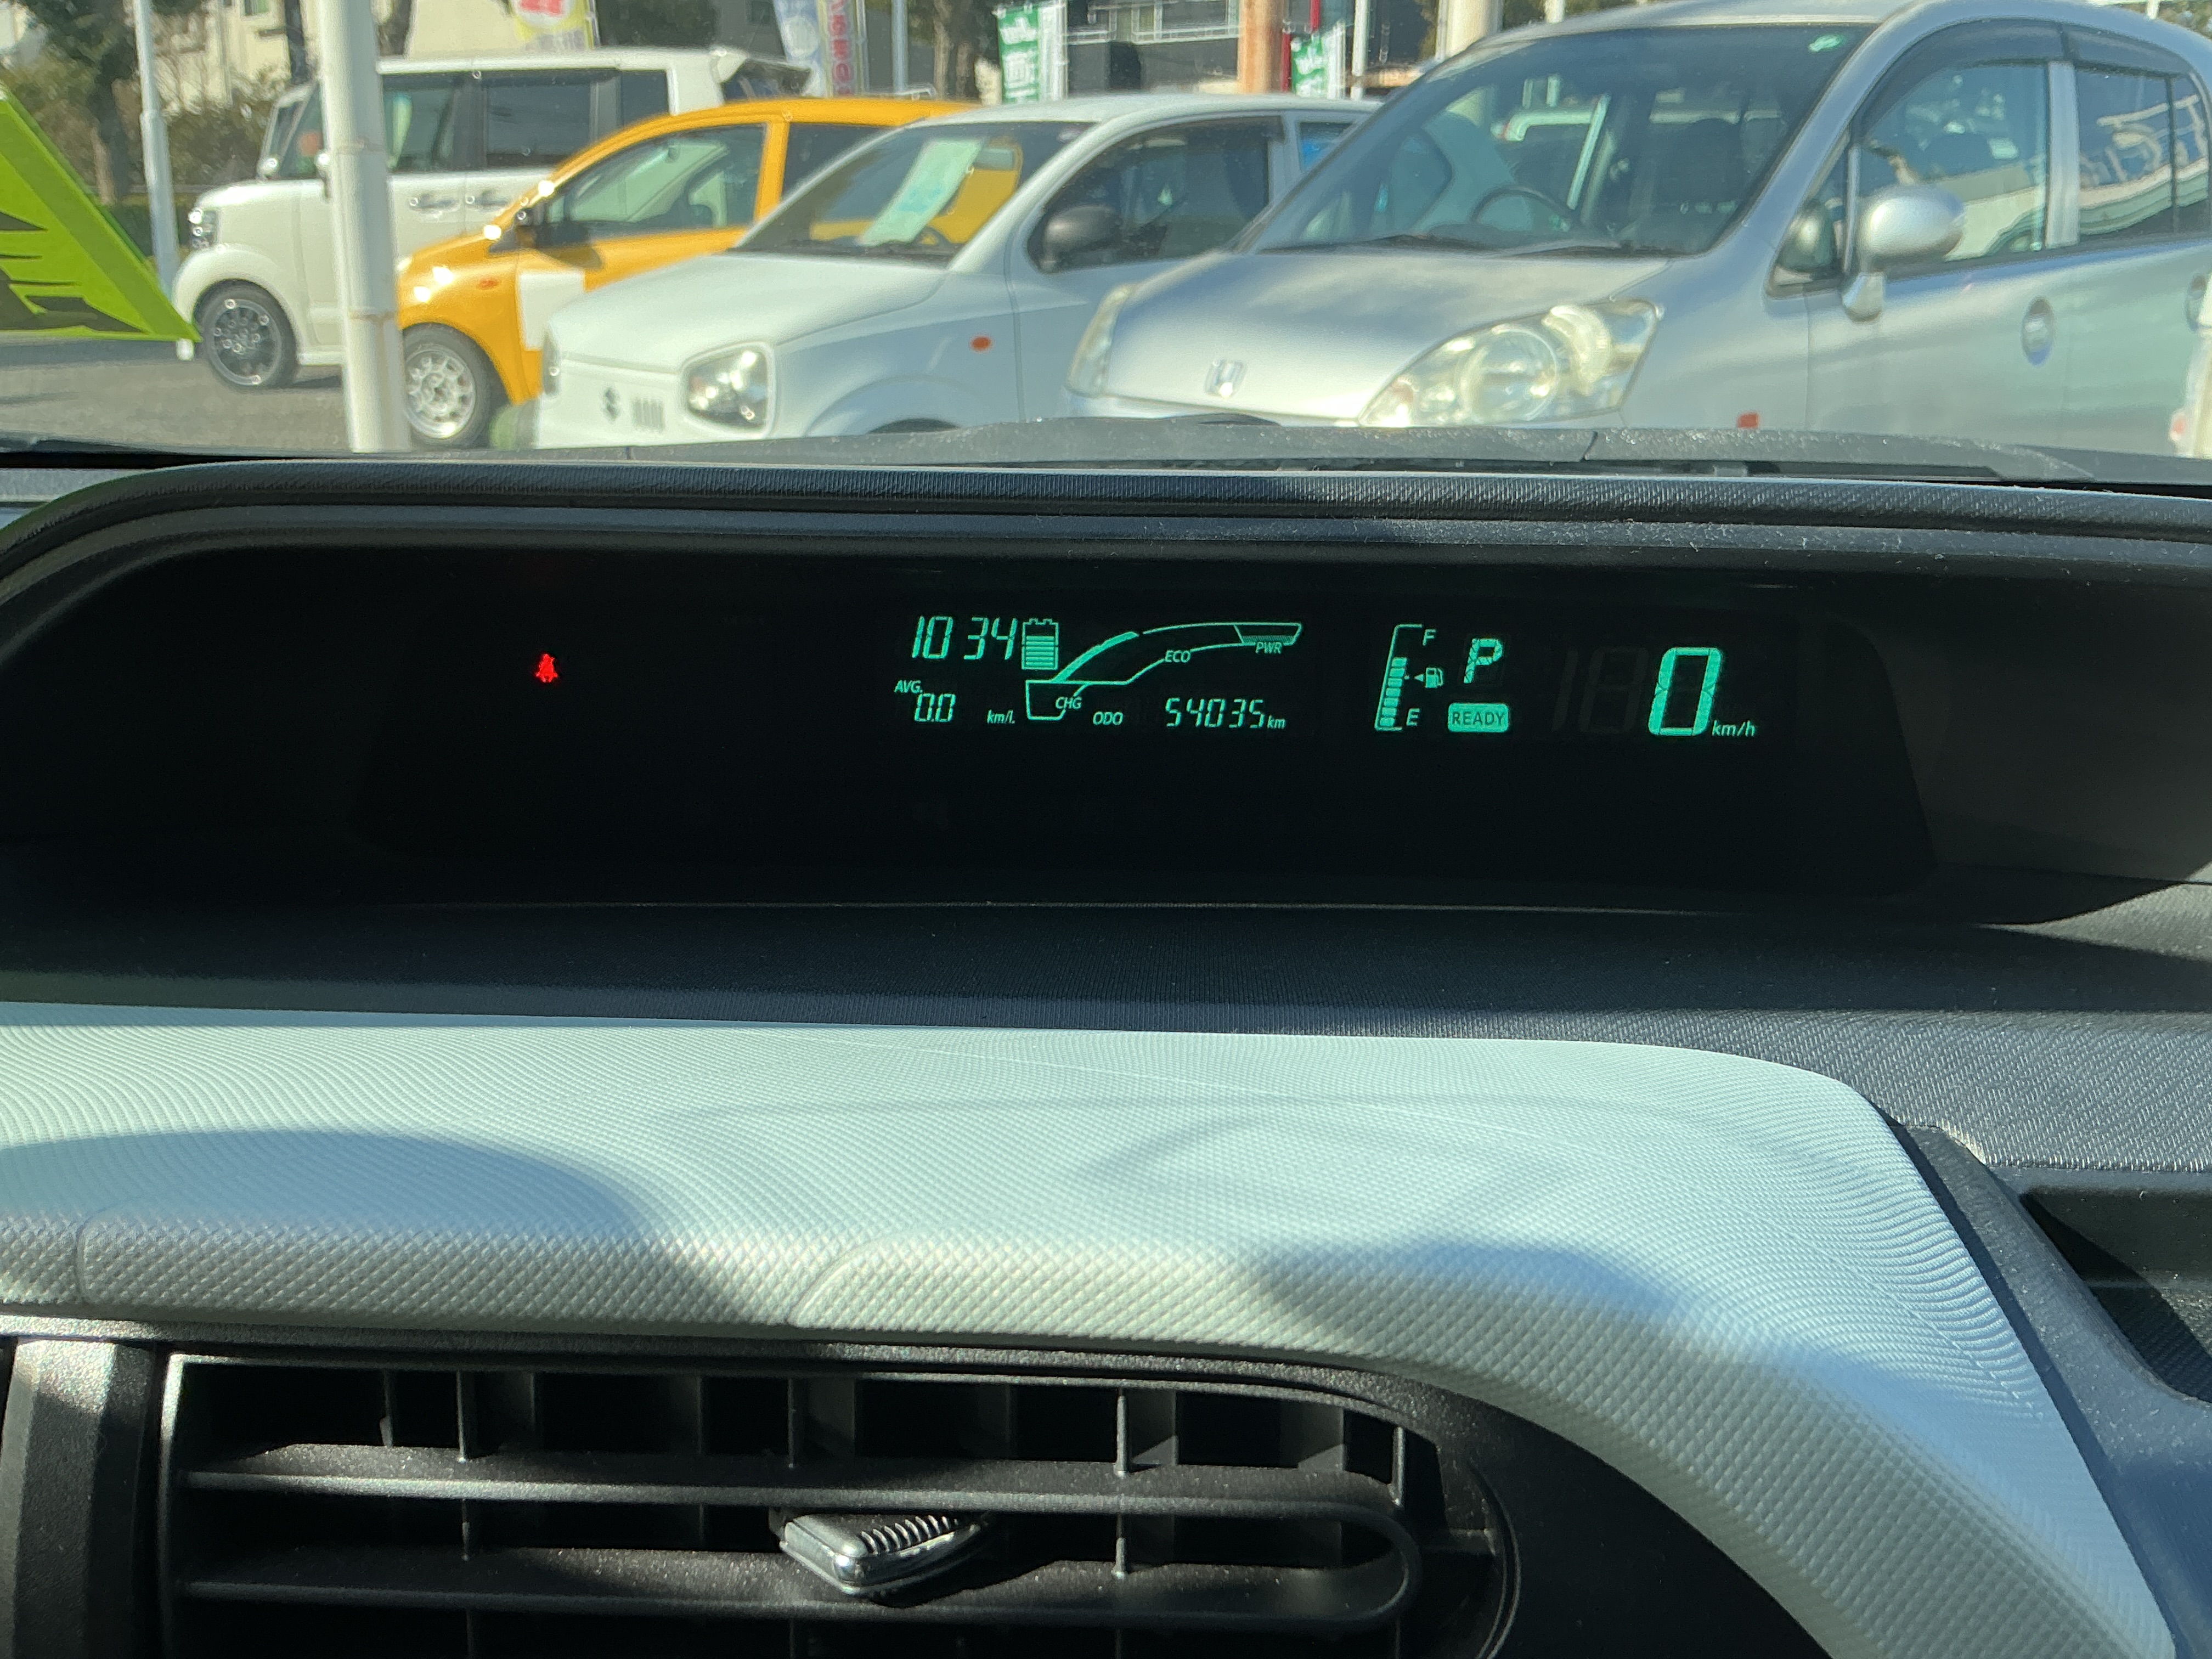 10 34
ECO
PWR
AVG.
0.0 km/L
CHG
ODO 54035 km
F
P
E
READY
0 km/h